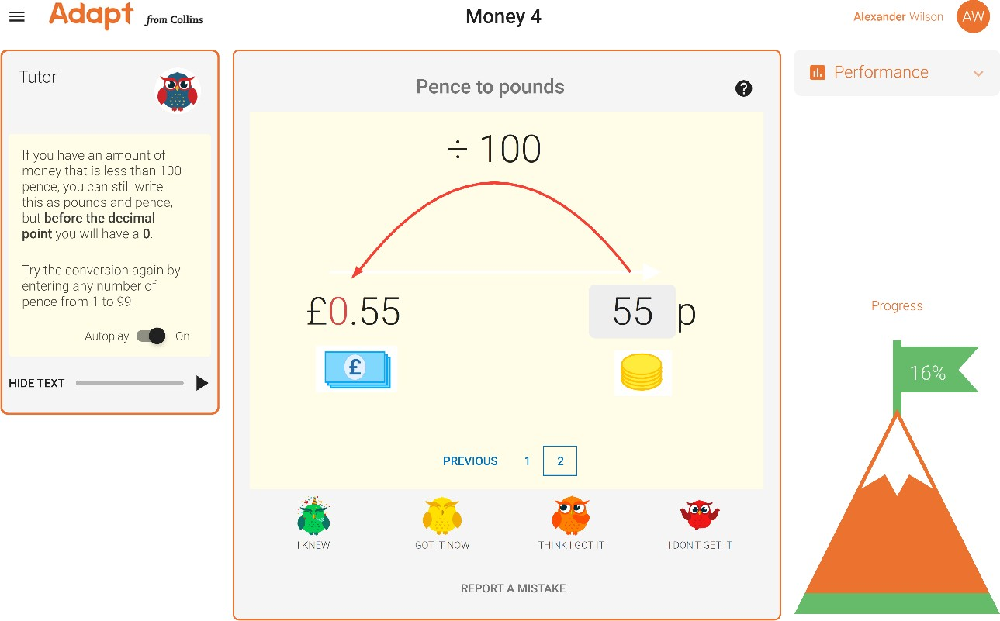 Adapt from Collins
Money 4
Alexander Wilson
AW
Tutor
If you have an amount of
money that is less than 100
pence, you can still write
this as pounds and pence,
but before the decimal
point you will have a 0.
Try the conversion again by
entering any number of
pence from 1 to 99.
Autoplay On
HIDE TEXT
Pence to pounds
?
÷ 100
£0.55
55 p
£
PREVIOUS 1 2
I KNEW
GOT IT NOW
THINK I GOT IT
I DON'T GET IT
REPORT A MISTAKE
Performance
Progress
16%